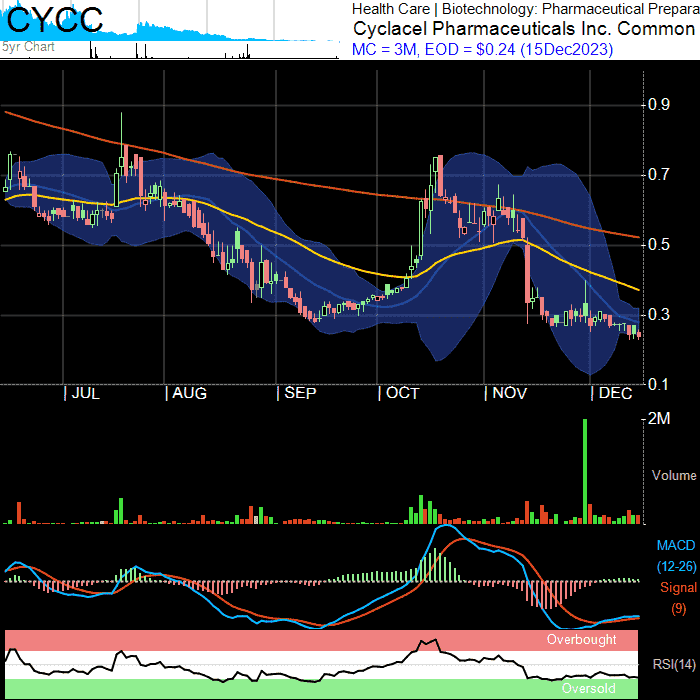 CYCC
5yr Chart
Health Care | Biotechnology: Pharmaceutical Prepara
Cyclacel Pharmaceuticals Inc. Common
MC = 3M, EOD = $0.24 (15Dec2023)
0.9
0.7
0.5
0.3
0.1
| JUL
| AUG
| SEP
| OCT
| NOV
| DEC
2M
Volume
MACD
(12-26)
Signal
(9)
Overbought
RSI(14)
Oversold